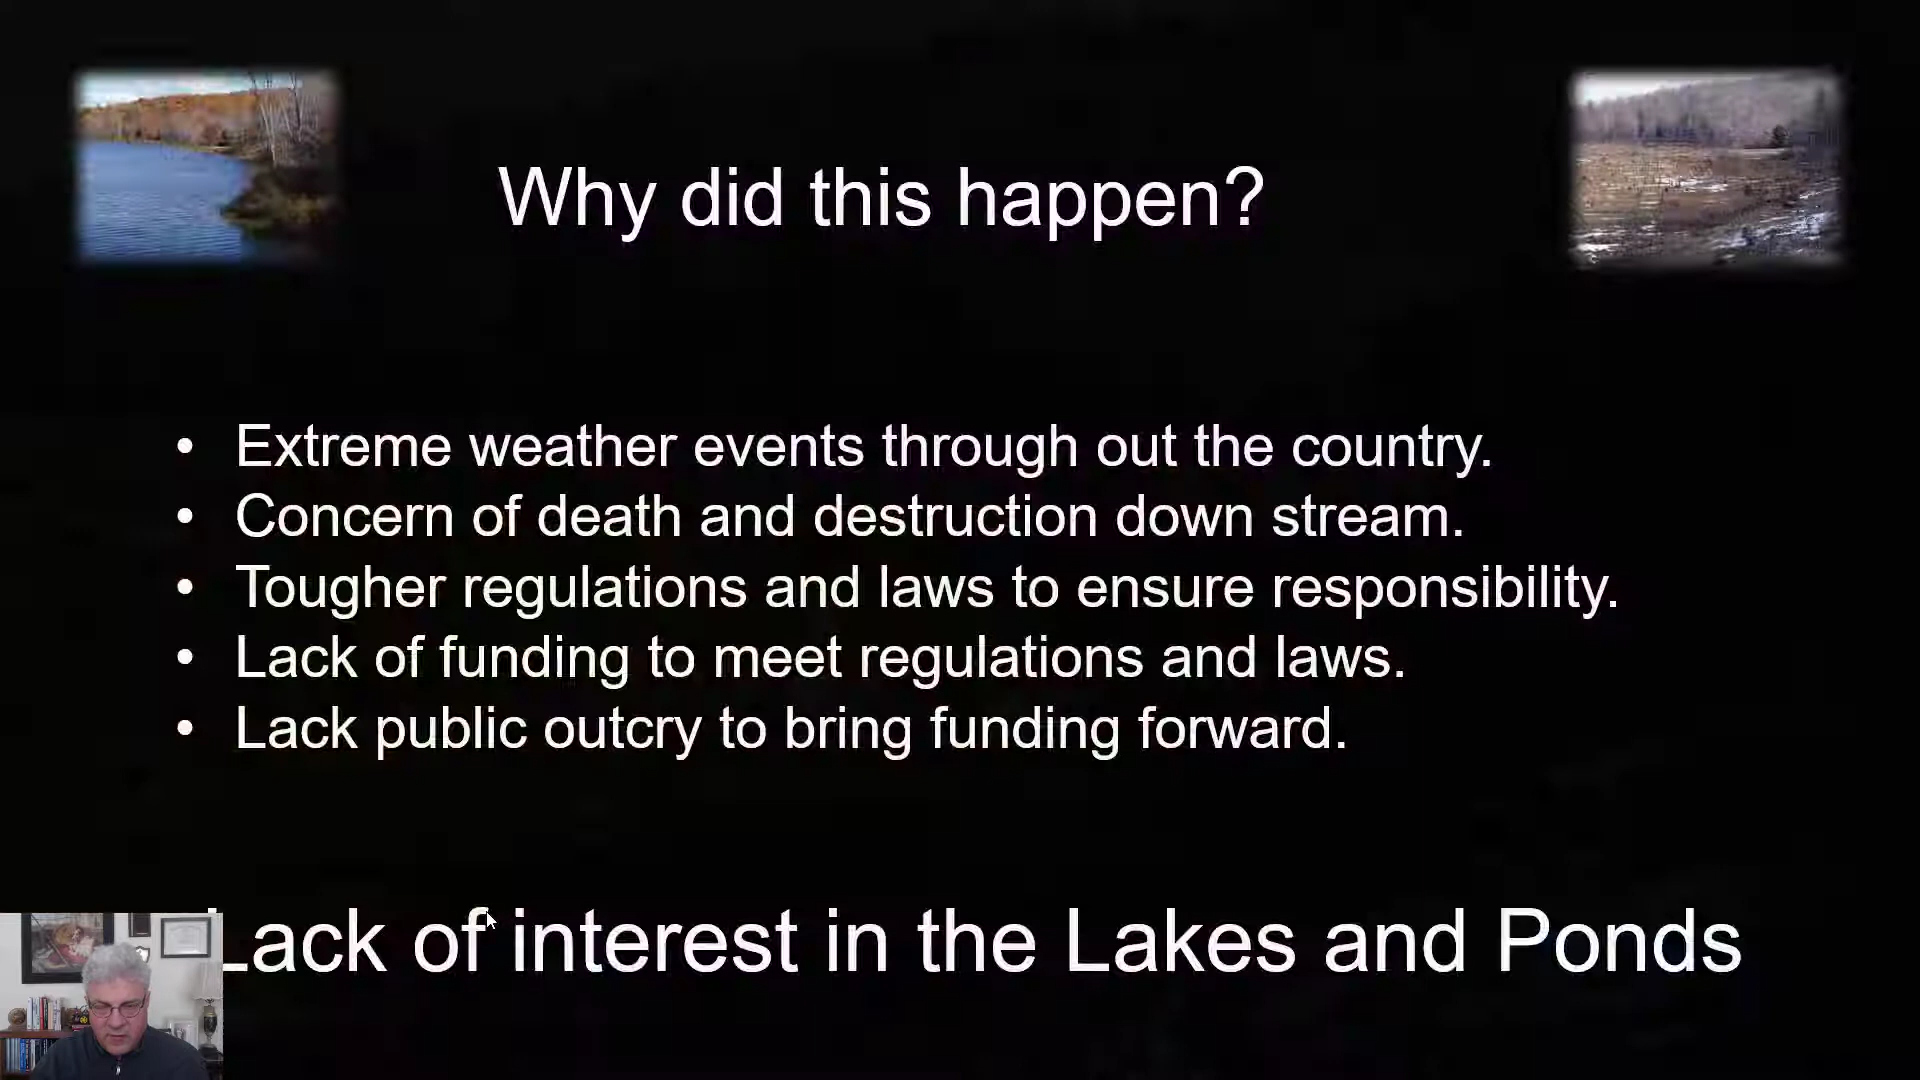 Why did this happen?
• Extreme weather events through out the country.
• Concern of death and destruction down stream.
• Tougher regulations and laws to ensure responsibility.
• Lack of funding to meet regulations and laws.
• Lack public outcry to bring funding forward.
Lack of interest in the Lakes and Ponds